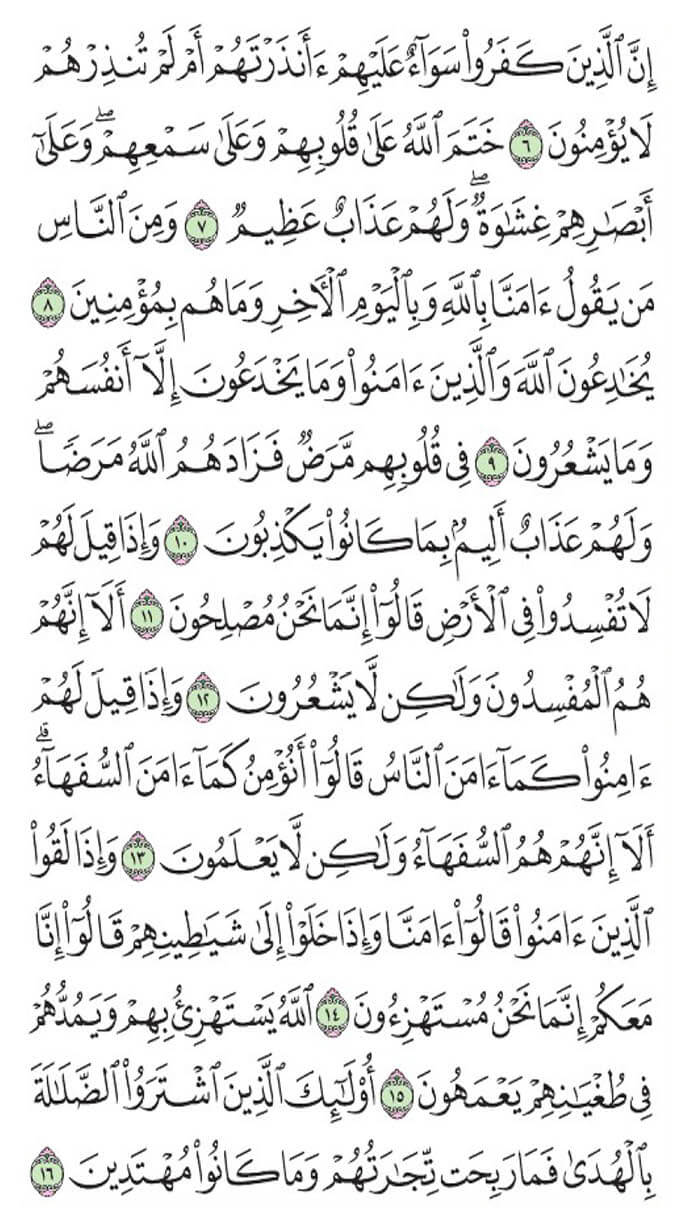 إِنَّ ٱلَّذِينَ كَفَرُوا۟ سَوَآءٌ عَلَيْهِمْ ءَأَنذَرْتَهُمْ أَمْ لَمْ تُنذِرْهُمْ
لَا يُؤْمِنُونَ ٦ خَتَمَ ٱللَّهُ عَلَىٰ قُلُوبِهِمْ وَعَلَىٰ سَمْعِهِمْ ۖ وَعَلَىٰٓ
أَبْصَـٰرِهِمْ غِشَـٰوَةٌ ۖ وَلَهُمْ عَذَابٌ عَظِيمٌ ٧ وَمِنَ ٱلنَّاسِ
مَن يَقُولُ ءَامَنَّا بِٱللَّهِ وَبِٱلْيَوْمِ ٱلْـَٔاخِرِ وَمَا هُم بِمُؤْمِنِينَ ٨
يُخَـٰدِعُونَ ٱللَّهَ وَٱلَّذِينَ ءَامَنُوا۟ وَمَا يَخْدَعُونَ إِلَّآ أَنفُسَهُمْ
وَمَا يَشْعُرُونَ ٩ فِى قُلُوبِهِم مَّرَضٌ فَزَادَهُمُ ٱللَّهُ مَرَضًا ۖ
وَلَهُمْ عَذَابٌ أَلِيمٌۢ بِمَا كَانُوا۟ يَكْذِبُونَ ١٠ وَإِذَا قِيلَ لَهُمْ
لَا تُفْسِدُوا۟ فِى ٱلْأَرْضِ قَالُوٓا۟ إِنَّمَا نَحْنُ مُصْلِحُونَ ١١ أَلَآ إِنَّهُمْ
هُمُ ٱلْمُفْسِدُونَ وَلَـٰكِن لَّا يَشْعُرُونَ ١٢ وَإِذَا قِيلَ لَهُمْ
ءَامِنُوا۟ كَمَآ ءَامَنَ ٱلنَّاسُ قَالُوٓا۟ أَنُؤْمِنُ كَمَآ ءَامَنَ ٱلسُّفَهَآءُ ۗ
أَلَآ إِنَّهُمْ هُمُ ٱلسُّفَهَآءُ وَلَـٰكِن لَّا يَعْلَمُونَ ١٣ وَإِذَا لَقُوا۟
ٱلَّذِينَ ءَامَنُوا۟ قَالُوٓا۟ ءَامَنَّا وَإِذَا خَلَوْا۟ إِلَىٰ شَيَـٰطِينِهِمْ قَالُوٓا۟ إِنَّا
مَعَكُمْ إِنَّمَا نَحْنُ مُسْتَهْزِءُونَ ١٤ ٱللَّهُ يَسْتَهْزِئُ بِهِمْ وَيَمُدُّهُمْ
فِى طُغْيَـٰنِهِمْ يَعْمَهُونَ ١٥ أُو۟لَـٰٓئِكَ ٱلَّذِينَ ٱشْتَرَوُا۟ ٱلضَّلَـٰلَةَ
بِٱلْهُدَىٰ فَمَا رَبِحَت تِّجَـٰرَتُهُمْ وَمَا كَانُوا۟ مُهْتَدِينَ ١٦